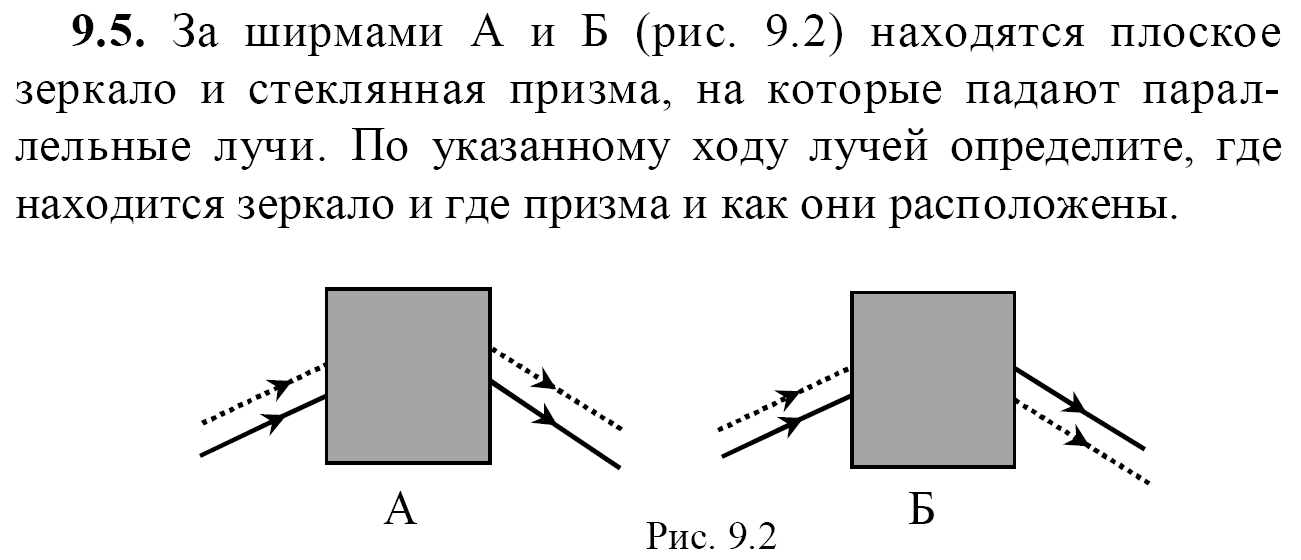 9.5. За ширмами А и Б (рис. 9.2) находятся плоское
зеркало и стеклянная призма, на которые падают парал-
лельные лучи. По указанному ходу лучей определите, где
находится зеркало и где призма и как они расположены.
А
Б
Рис. 9.2